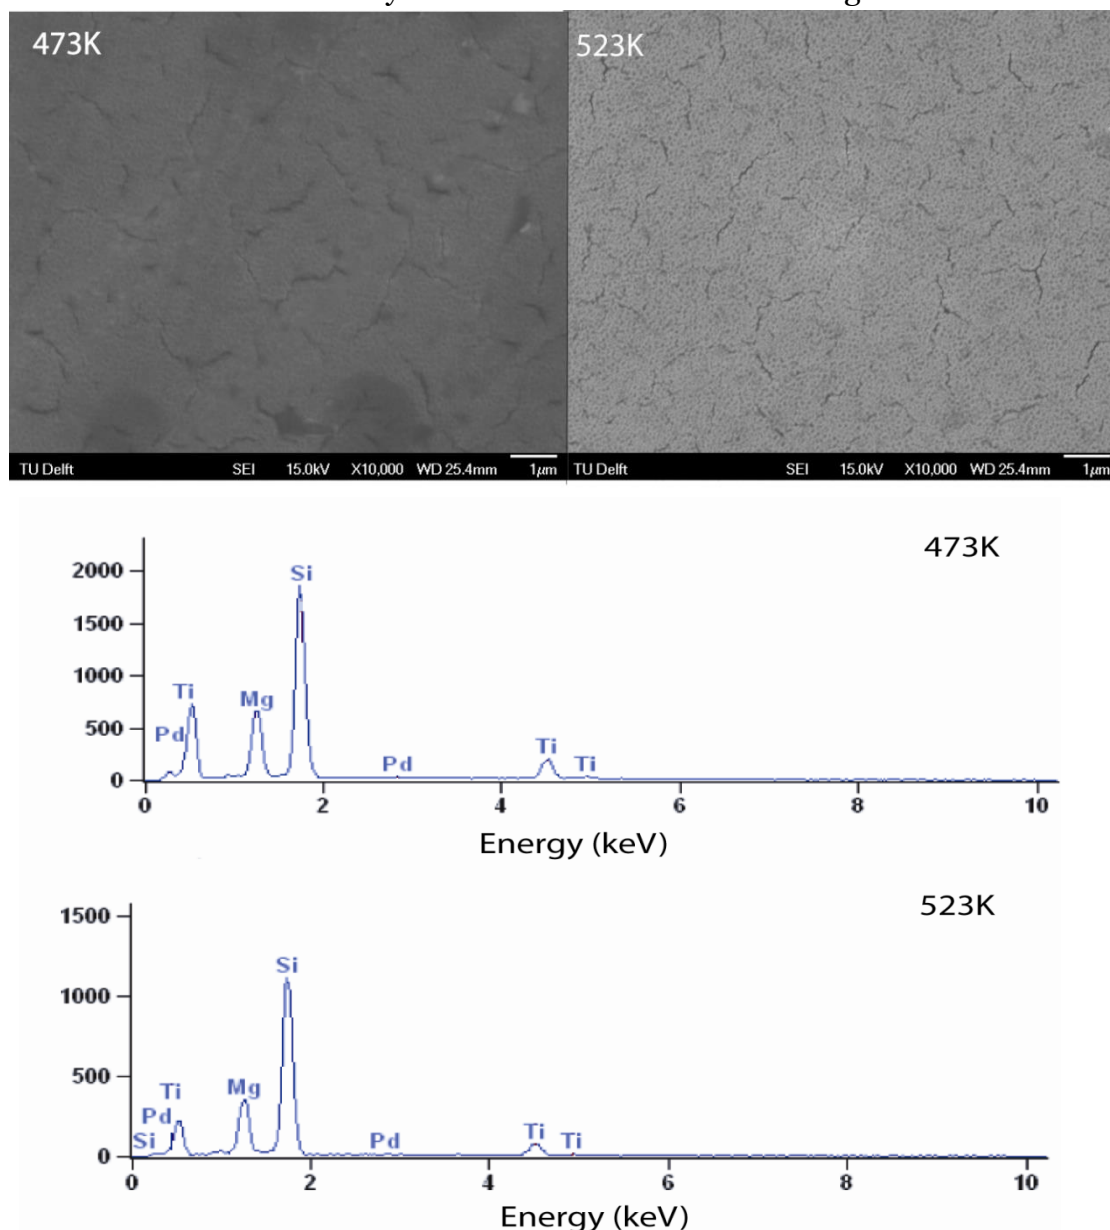 473K
523K
TU Delft SEI 15.0kV X10,000 WD 25.4mm 1μm
TU Delft SEI 15.0kV X10,000 WD 25.4mm 1μm
473K
2000
1500
1000
500
0
Si
Ti
Mg
Pd
Pd
Ti
Ti
0 2 4 6 8 10
Energy (keV)
523K
1500
1000
500
0
Si
Ti
Mg
Pd
Si
Pd
Ti
Ti
0 2 4 6 8 10
Energy (keV)